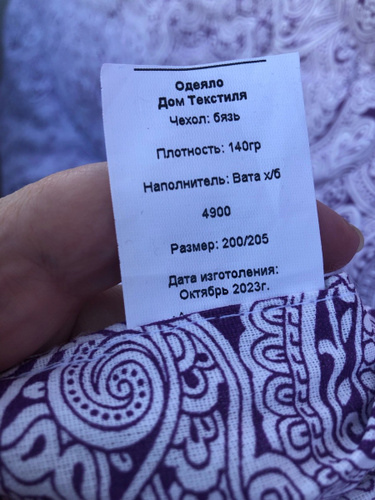 Одеяло
Дом Текстиля
Чехол: бязь
Плотность: 140гр
Наполнитель: Вата х/б
4900
Размер: 200/205
Дата изготоления:
Октябрь 2023г.